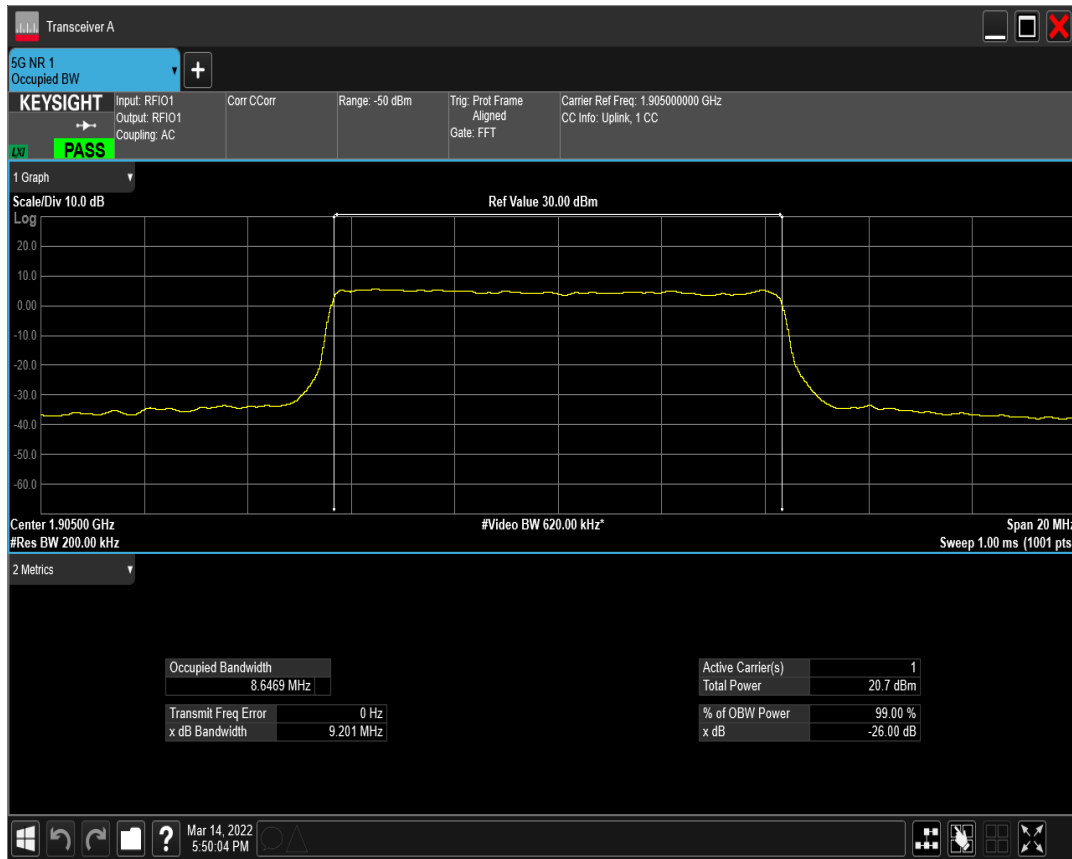 Transceiver A
5G NR 1
Occupied BW
+
KEYSIGHT
LXI
PASS
Input: RFIO1
Output: RFIO1
Coupling: AC
Corr CCorr
Range: -50 dBm
Trig: Prot Frame
Aligned
Gate: FFT
Carrier Ref Freq: 1.905000000 GHz
CC Info: Uplink, 1 CC
1 Graph
Scale/Div 10.0 dB
Ref Value 30.00 dBm
Log
20.0
10.0
0.00
-10.0
-20.0
-30.0
-40.0
-50.0
-60.0
Center 1.90500 GHz
#Video BW 620.00 kHz*
Span 20 MHz
#Res BW 200.00 kHz
Sweep 1.00 ms (1001 pts
2 Metrics
Occupied Bandwidth
8.6469 MHz
Transmit Freq Error 0 Hz
x dB Bandwidth 9.201 MHz
Active Carrier(s) 1
Total Power 20.7 dBm
% of OBW Power 99.00 %
x dB -26.00 dB
?
Mar 14, 2022
5:50:04 PM